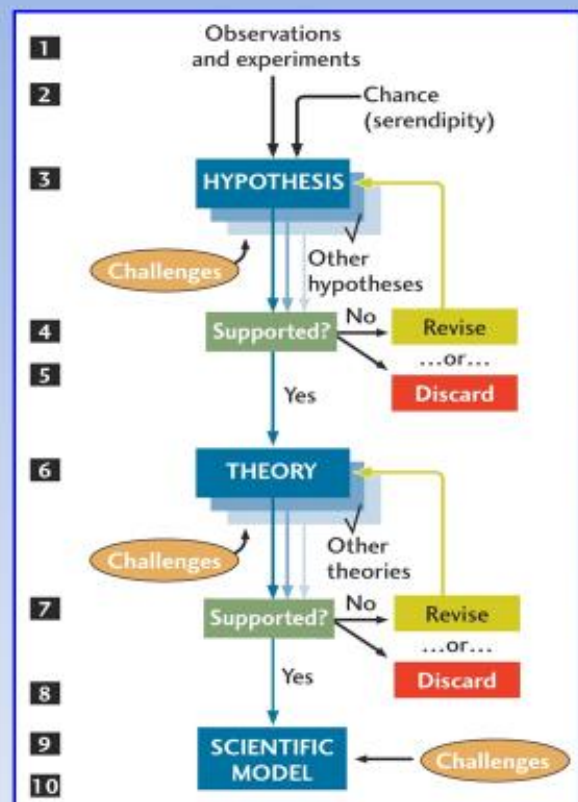 1
Observations
and experiments
2
Chance
(serendipity)
3
HYPOTHESIS
Challenges
Other
hypotheses
4
Supported?
No
Revise
...or...
5
Yes
Discard
6
THEORY
Challenges
Other
theories
7
Supported?
No
Revise
...or...
Yes
Discard
8
9
SCIENTIFIC
MODEL
Challenges
10